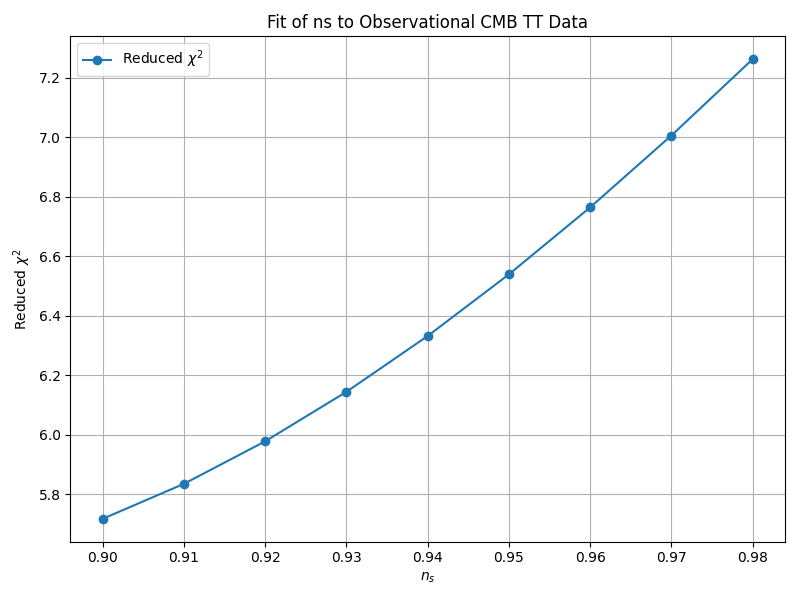 Fit of ns to Observational CMB TT Data
Reduced χ²
7.2
7.0
6.8
6.6
6.4
6.2
6.0
5.8
Reduced χ²
0.90 0.91 0.92 0.93 0.94 0.95 0.96 0.97 0.98
nₛ